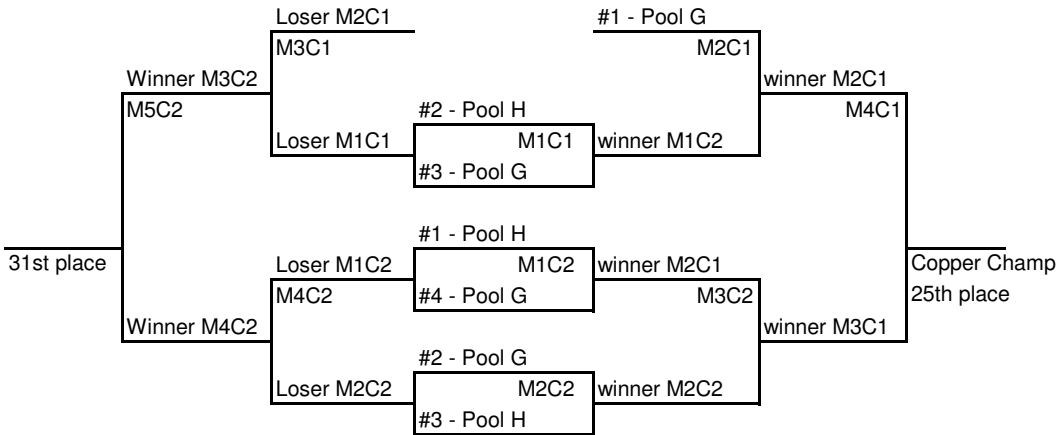 Loser M2C1
#1 - Pool G
M3C1
M2C1
Winner M3C2
winner M2C1
M5C2
M4C1
#2 - Pool H
Loser M1C1
M1C1
winner M1C2
#3 - Pool G
#1 - Pool H
31st place
Loser M1C2
M1C2
winner M2C1
Copper Champ
M4C2
#4 - Pool G
M3C2
25th place
Winner M4C2
winner M3C1
#2 - Pool G
Loser M2C2
M2C2
winner M2C2
#3 - Pool H